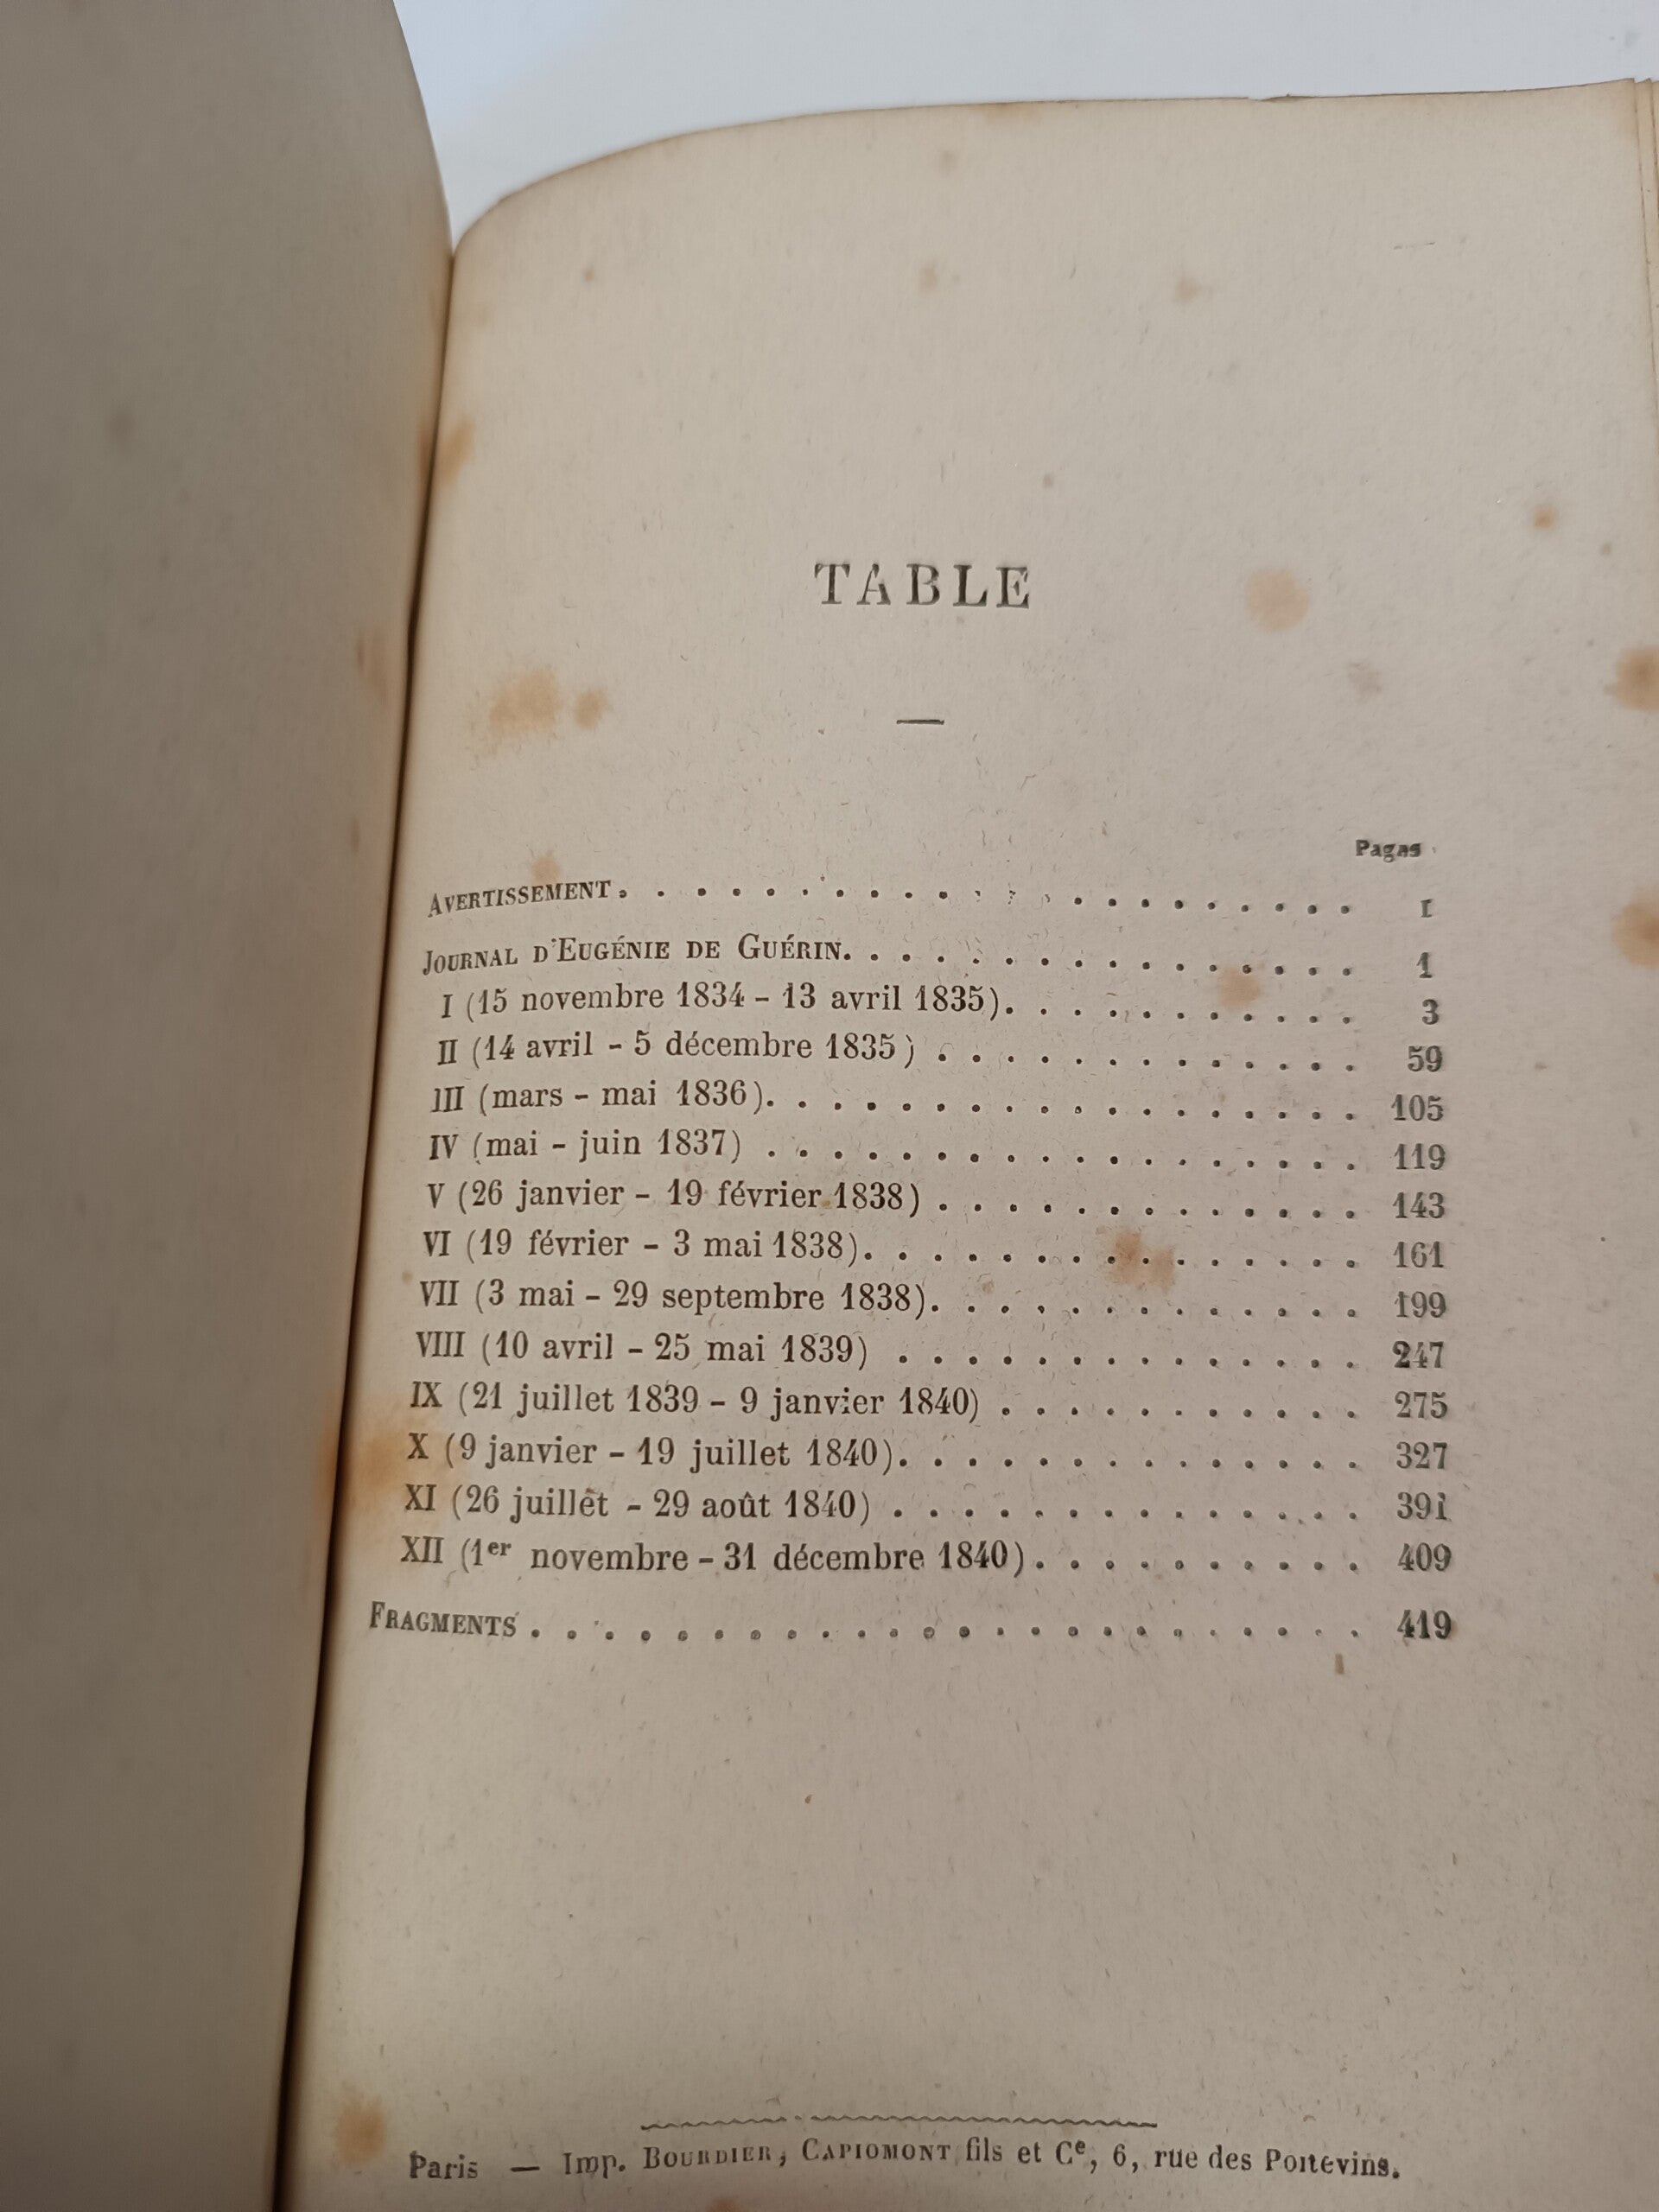 TABLE
Pages
AVERTISSEMENT. . . . . . . . . . . . . . . . . . . . . . I
JOURNAL D'EUGÉNIE DE GUÉRIN. . . . . . . . . . . . . . . . 1
I (15 novembre 1834 - 13 avril 1835). . . . . . . . . . . 3
II (14 avril - 5 décembre 1835) . . . . . . . . . . . . . 59
III (mars - mai 1836). . . . . . . . . . . . . . . . . . 105
IV (mai - juin 1837) . . . . . . . . . . . . . . . . . . 119
V (26 janvier - 19 février 1838) . . . . . . . . . . . . . 143
VI (19 février - 3 mai 1838). . . . . . . . . . . . . . . 161
VII (3 mai - 29 septembre 1838). . . . . . . . . . . . . 199
VIII (10 avril - 25 mai 1839) . . . . . . . . . . . . . . 247
IX (21 juillet 1839 - 9 janvier 1840) . . . . . . . . . . . 275
X (9 janvier - 19 juillet 1840). . . . . . . . . . . . . . 327
XI (26 juillet - 29 août 1840) . . . . . . . . . . . . . . 391
XII (1er novembre - 31 décembre 1840). . . . . . . . . . 409
FRAGMENTS . . . . . . . . . . . . . . . . . . . . . . . . 419
Paris — Imp. BOURDIER, CAPIOMONT fils et Ce, 6, rue des Poitevins.